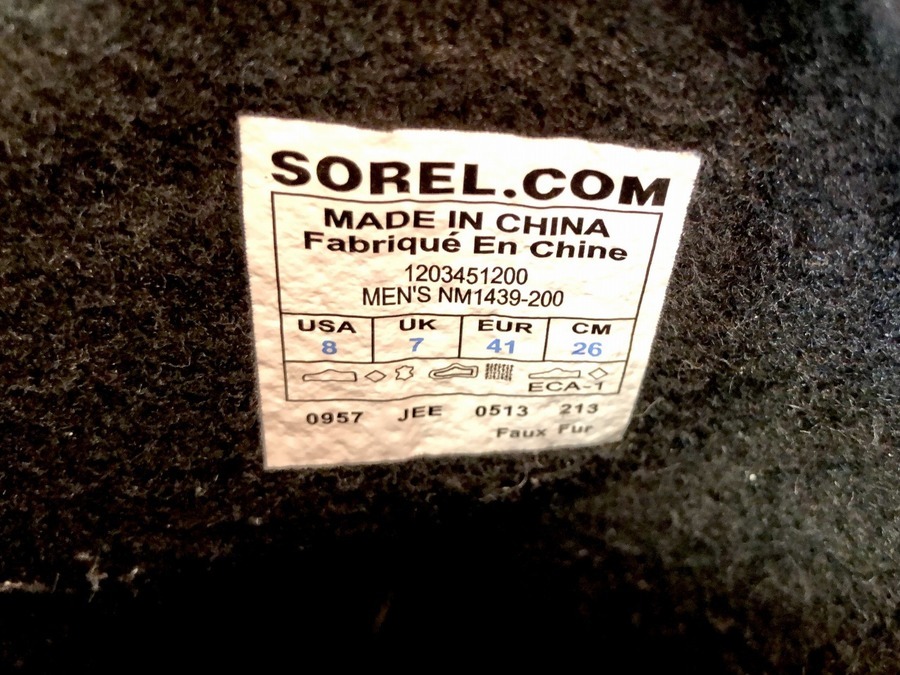 SOREL.COM
MADE IN CHINA
Fabriqué En Chine
1203451200
MEN'S NM1439-200
USA UK EUR CM
8 7 41 26
ECA-1
0957 JEE 0513 213
Faux Fur